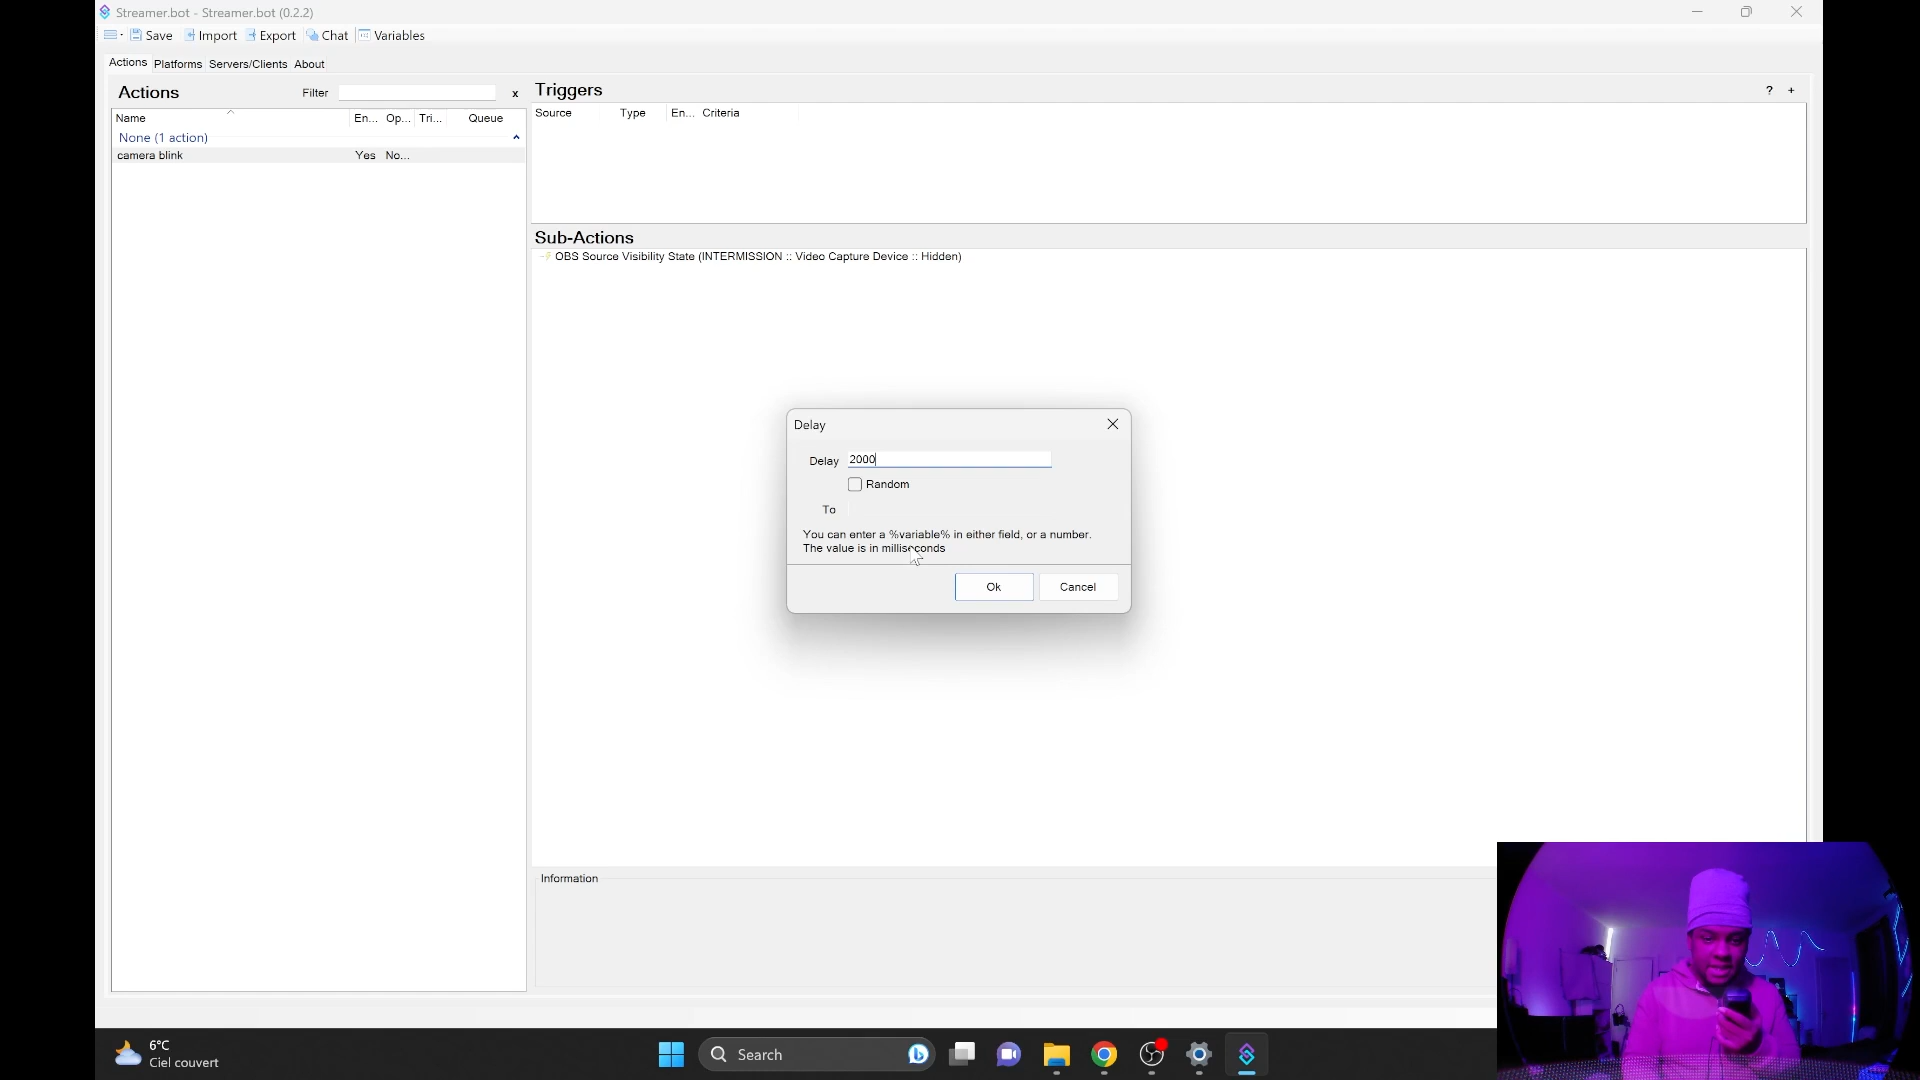 Streamer.bot - Streamer.bot (0.2.2)
Save Import Export Chat Variables
Actions Platforms Servers/Clients About
Actions
Filter
x
Name En... Op... Tri... Queue
None (1 action)
camera blink Yes No...
Triggers
? +
Source Type En... Criteria
Sub-Actions
OBS Source Visibility State (INTERMISSION :: Video Capture Device :: Hidden)
Delay
Delay 2000
Random
To
You can enter a %variable% in either field, or a number.
The value is in milliseconds
Ok Cancel
Information
6°C
Ciel couvert
Search